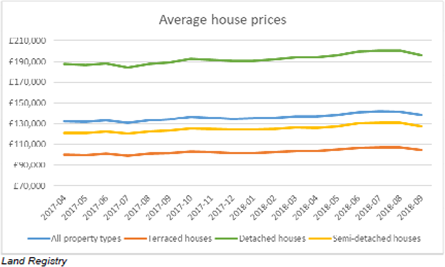 Average house prices
£210,000
£190,000
£170,000
£150,000
£130,000
£110,000
£90,000
£70,000
2017-04 2017-05 2017-06 2017-07 2017-08 2017-09 2017-10 2017-11 2017-12 2018-01 2018-02 2018-03 2018-04 2018-05 2018-06 2018-07 2018-08 2018-09
All property types Terraced houses Detached houses Semi-detached houses
Land Registry